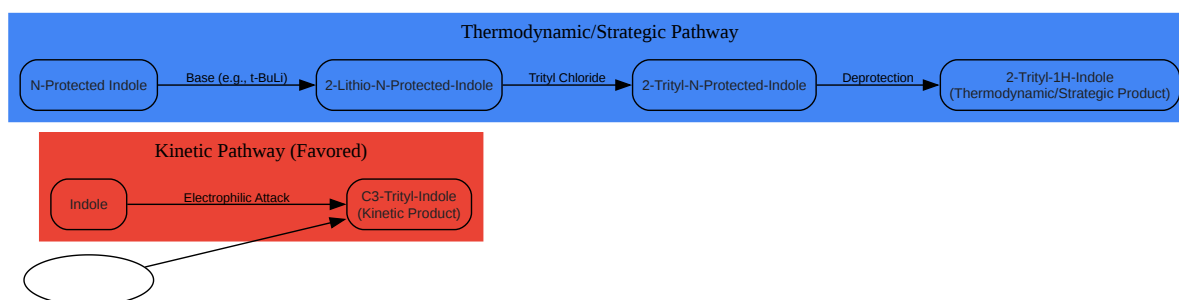 Thermodynamic/Strategic Pathway
N-Protected Indole
Base (e.g., t-BuLi)
2-Lithio-N-Protected-Indole
Trityl Chloride
2-Trityl-N-Protected-Indole
Deprotection
2-Trityl-1H-Indole
(Thermodynamic/Strategic Product)
Kinetic Pathway (Favored)
Indole
Electrophilic Attack
C3-Trityl-Indole
(Kinetic Product)